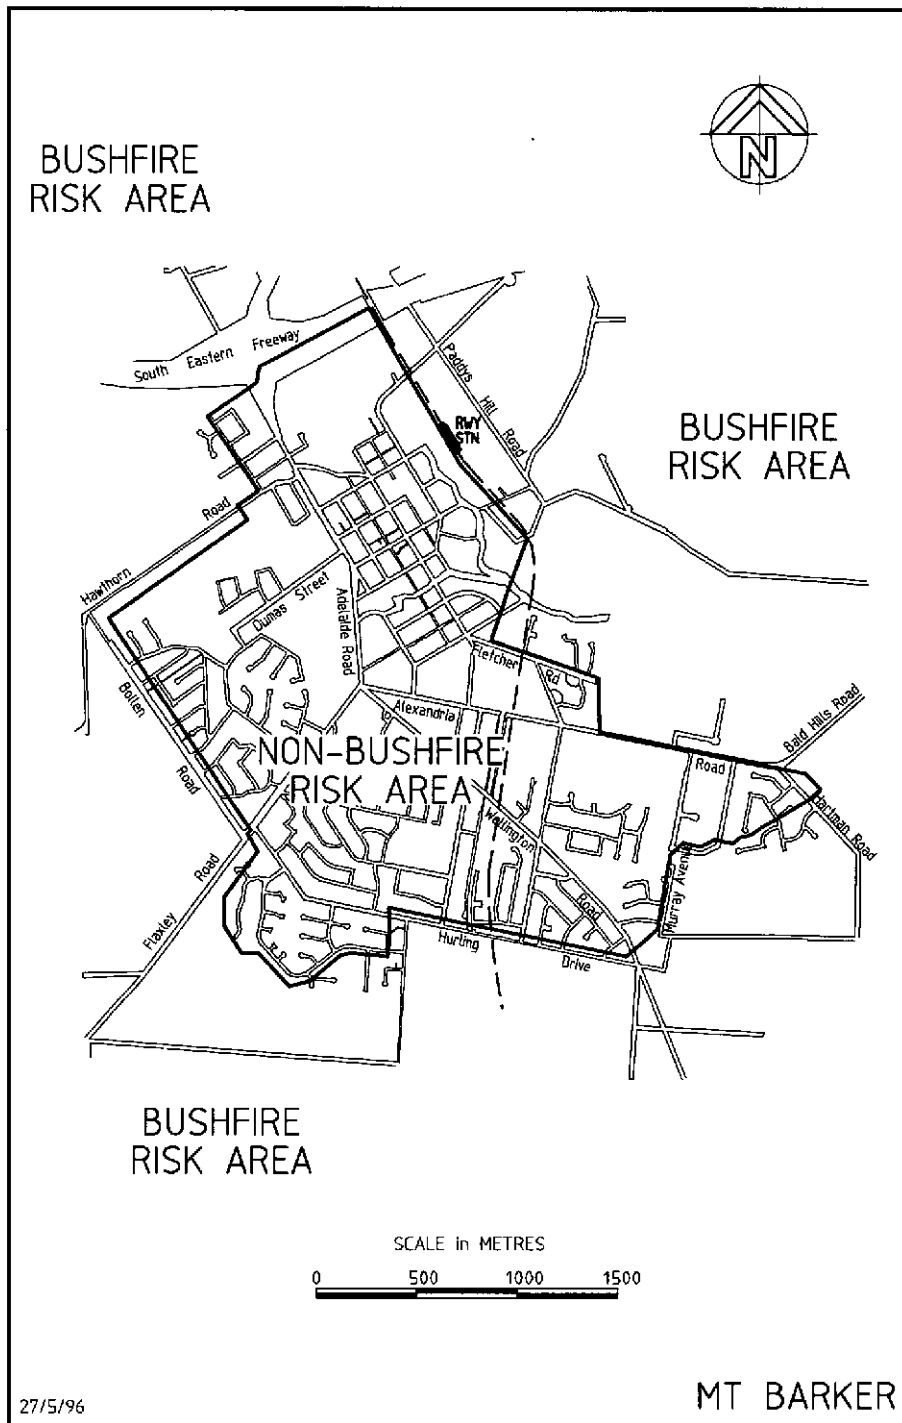 BUSHFIRE
RISK AREA
N
South Eastern Freeway
Paddys Hill Road
RWY
STN
BUSHFIRE
RISK AREA
Hawthorn Road
Dumas Street
Adelaide Road
Fletcher Rd
Bollen Road
Alexandria
Road
Bald Hills Road
NON-BUSHFIRE
RISK AREA
Wellington Road
Hartman Road
Flaxley Road
Murray Avenue
Hurling Drive
BUSHFIRE
RISK AREA
SCALE in METRES
0 500 1000 1500
27/5/96
MT BARKER